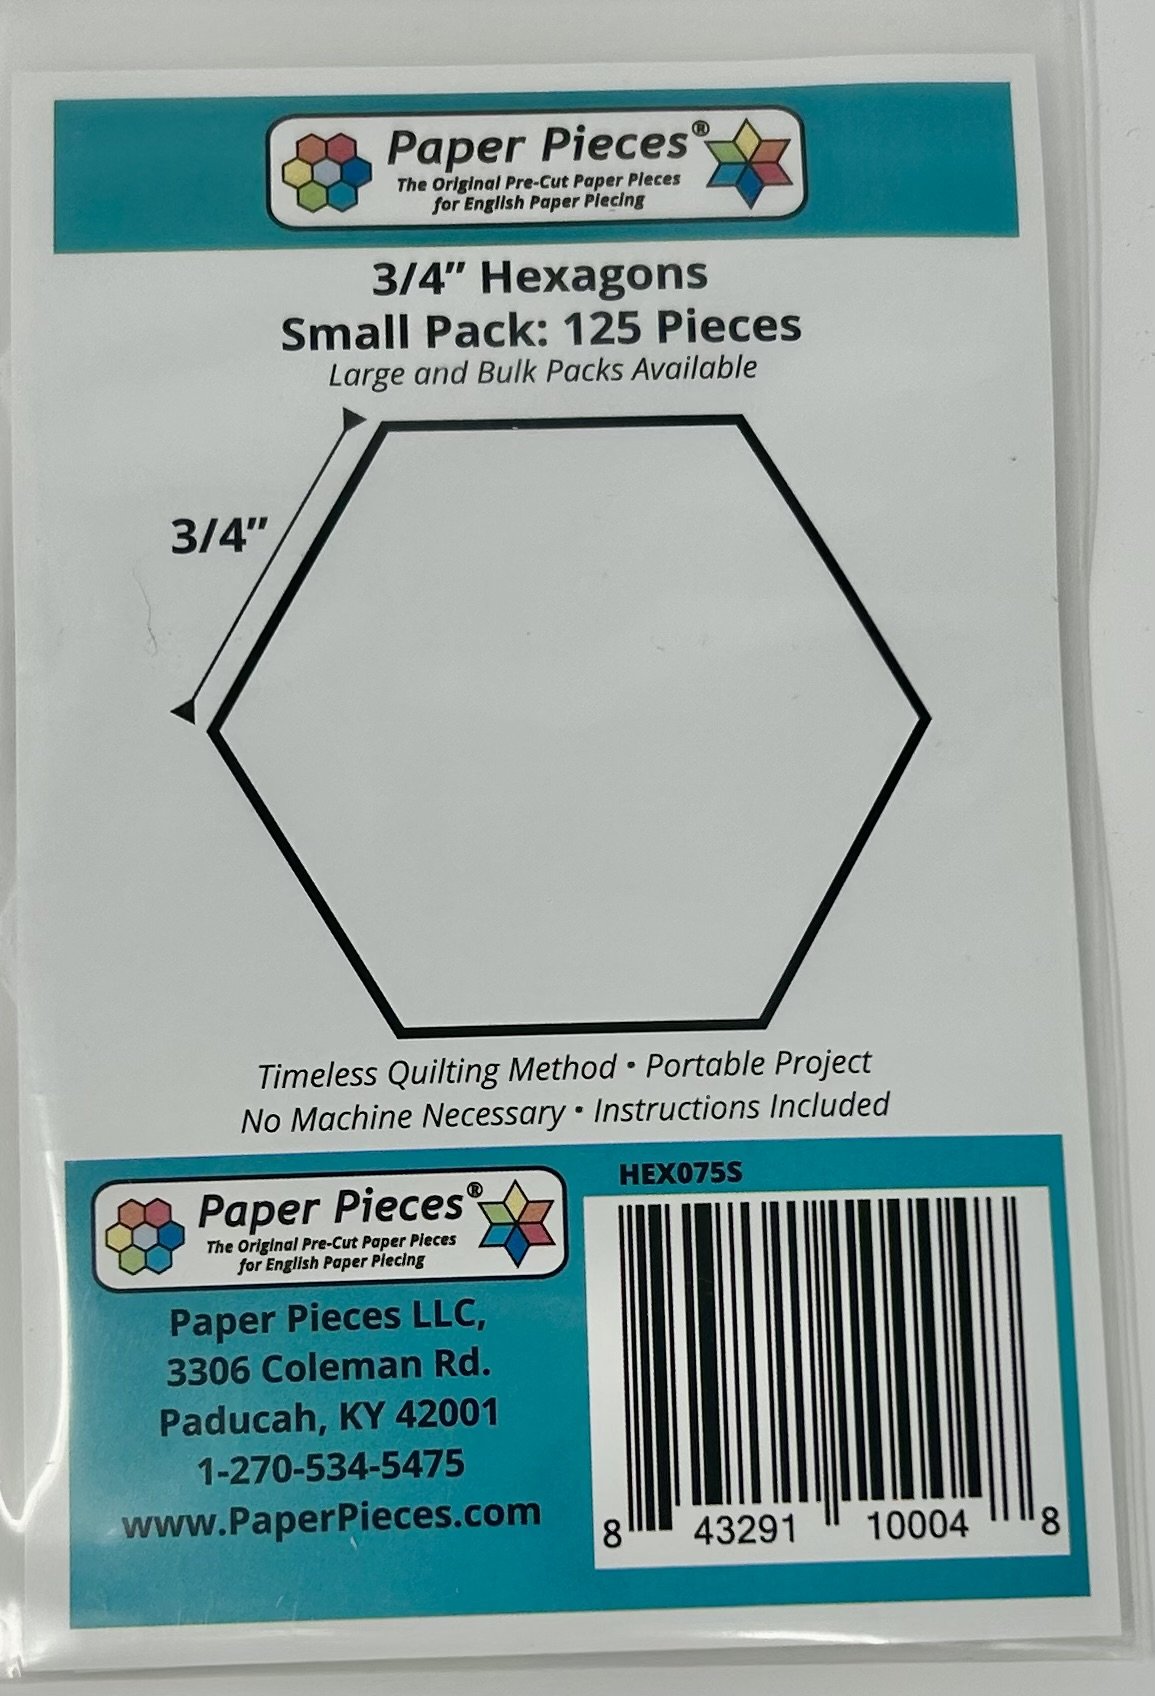 Paper Pieces®
The Original Pre-Cut Paper Pieces
for English Paper Piecing
3/4” Hexagons
Small Pack: 125 Pieces
Large and Bulk Packs Available
3/4”
Timeless Quilting Method • Portable Project
No Machine Necessary • Instructions Included
Paper Pieces®
The Original Pre-Cut Paper Pieces
for English Paper Piecing
Paper Pieces LLC,
3306 Coleman Rd.
Paducah, KY 42001
1-270-534-5475
www.PaperPieces.com
HEX075S
8 43291 10004 8